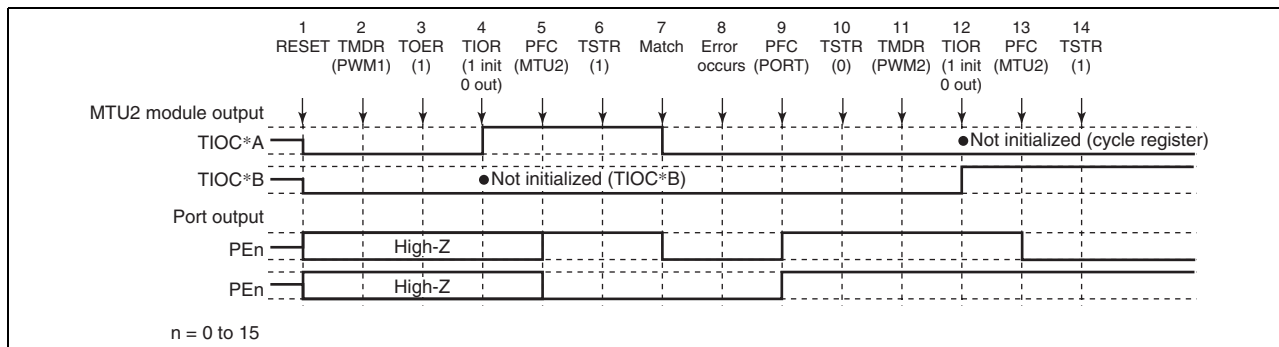 1 2 3 4 5 6 7 8 9 10 11 12 13 14
RESET TMDR TOER TIOR PFC TSTR Match Error PFC TSTR TMDR TIOR PFC TSTR
(PWM1) (1) (1 init (MTU2) (1) occurs (PORT) (0) (PWM2) (1 init (MTU2) (1)
0 out) 0 out)
MTU2 module output
TIOC*A ●Not initialized (cycle register)
TIOC*B ●Not initialized (TIOC*B)
Port output
PEn High-Z
PEn High-Z
n = 0 to 15